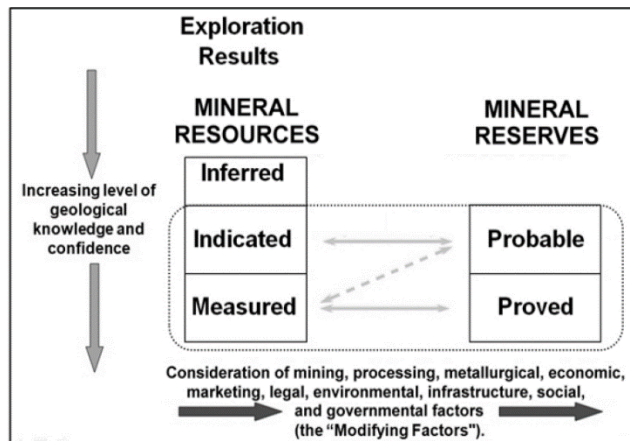 Exploration
Results
MINERAL
RESOURCES
MINERAL
RESERVES
Inferred
Increasing level of
geological
knowledge and
confidence
Indicated
Probable
Measured
Proved
Consideration of mining, processing, metallurgical, economic,
marketing, legal, environmental, infrastructure, social,
and governmental factors
(the “Modifying Factors").